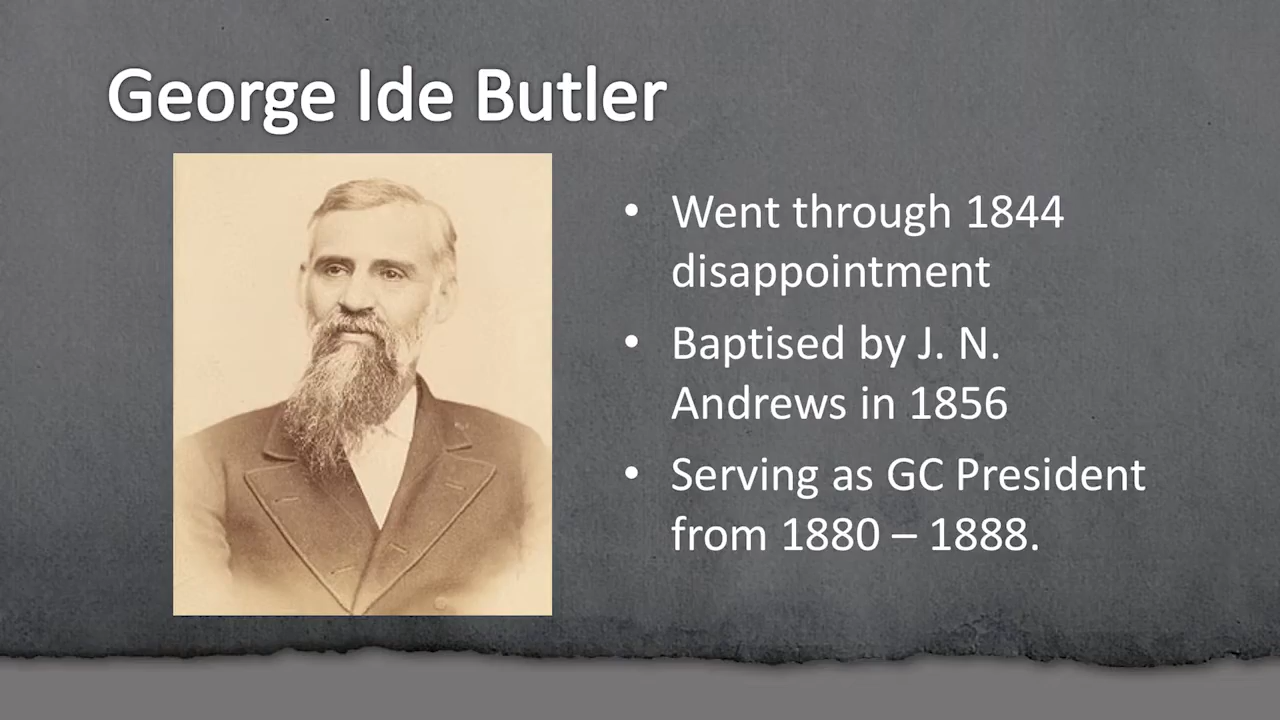 George Ide Butler
• Went through 1844
disappointment
• Baptised by J. N.
Andrews in 1856
• Serving as GC President
from 1880 – 1888.